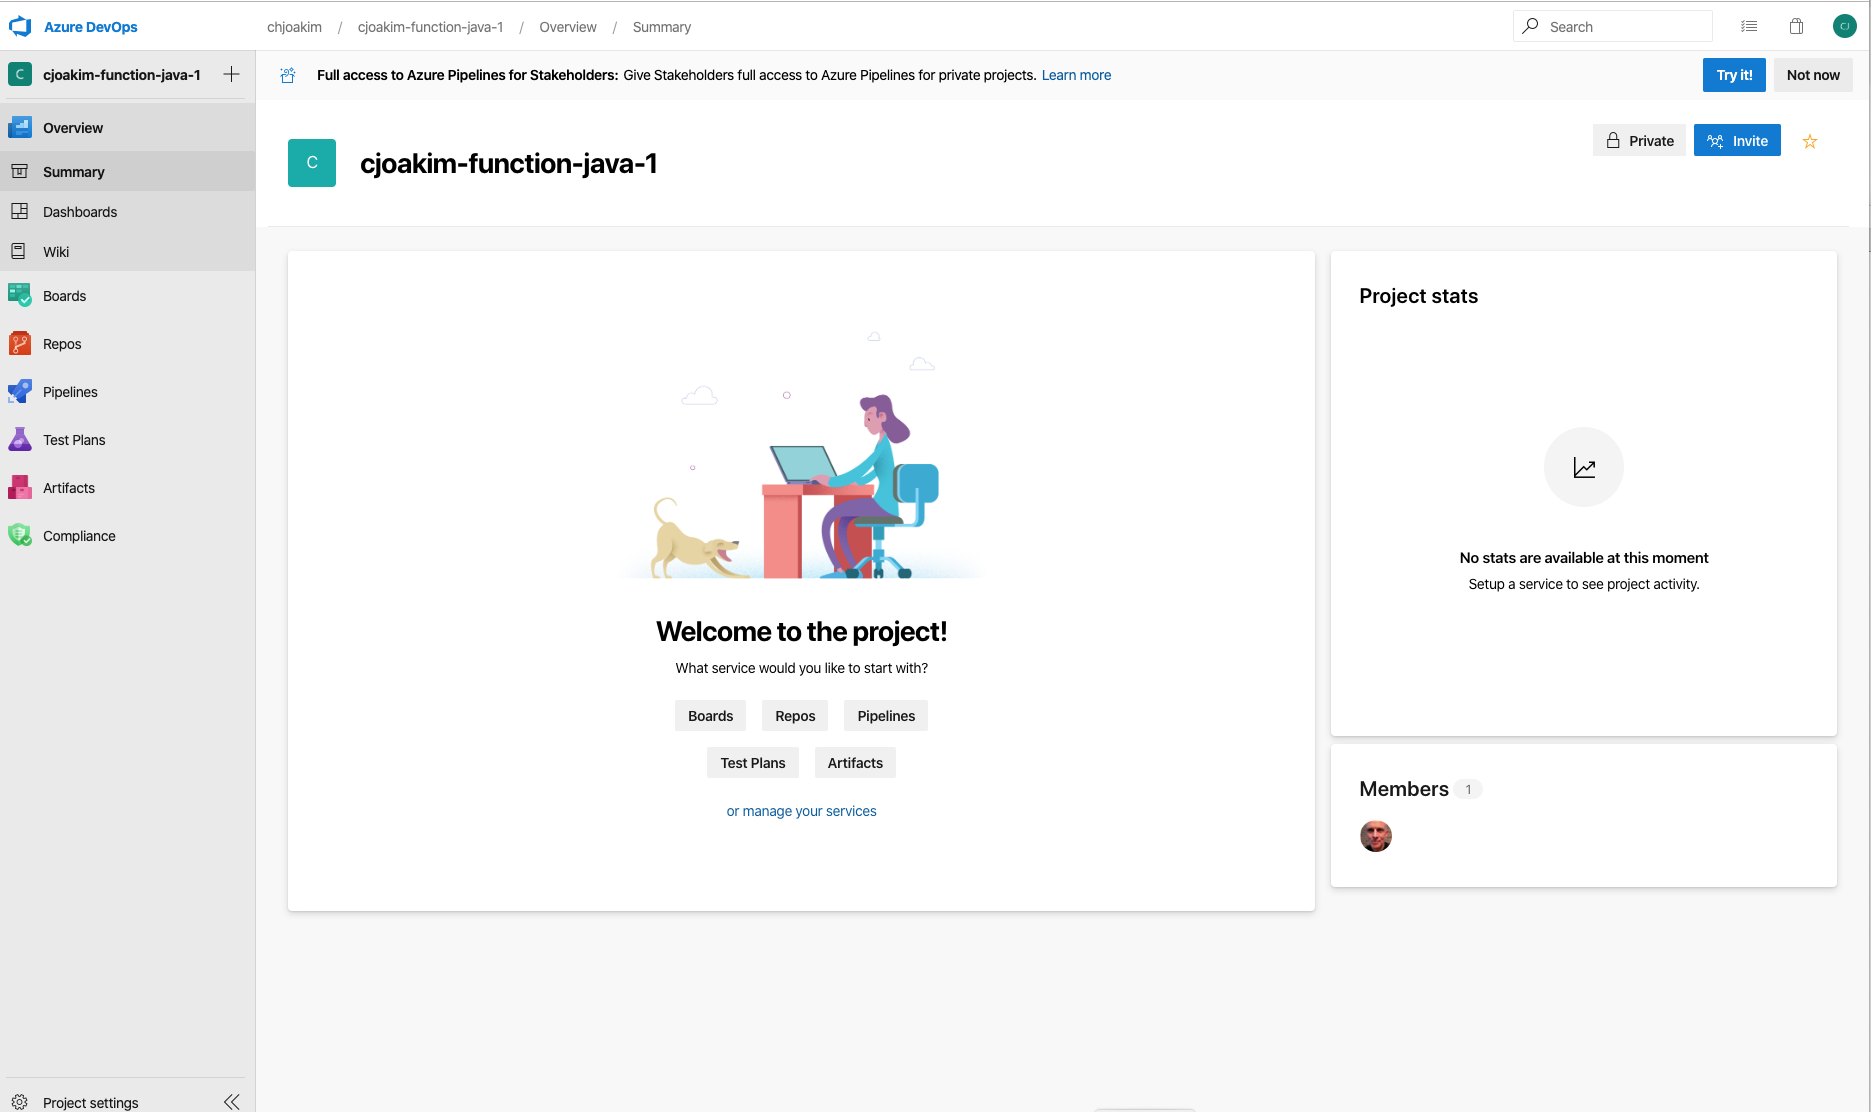 Azure DevOps
chjoakim / cjoakim-function-java-1 / Overview / Summary
Search
CJ
C cjoakim-function-java-1
Overview
Summary
Dashboards
Wiki
Boards
Repos
Pipelines
Test Plans
Artifacts
Compliance
Project settings
Full access to Azure Pipelines for Stakeholders: Give Stakeholders full access to Azure Pipelines for private projects. Learn more
Try it! Not now
C cjoakim-function-java-1
Private Invite
Welcome to the project!
What service would you like to start with?
Boards Repos Pipelines
Test Plans Artifacts
or manage your services
Project stats
No stats are available at this moment
Setup a service to see project activity.
Members 1